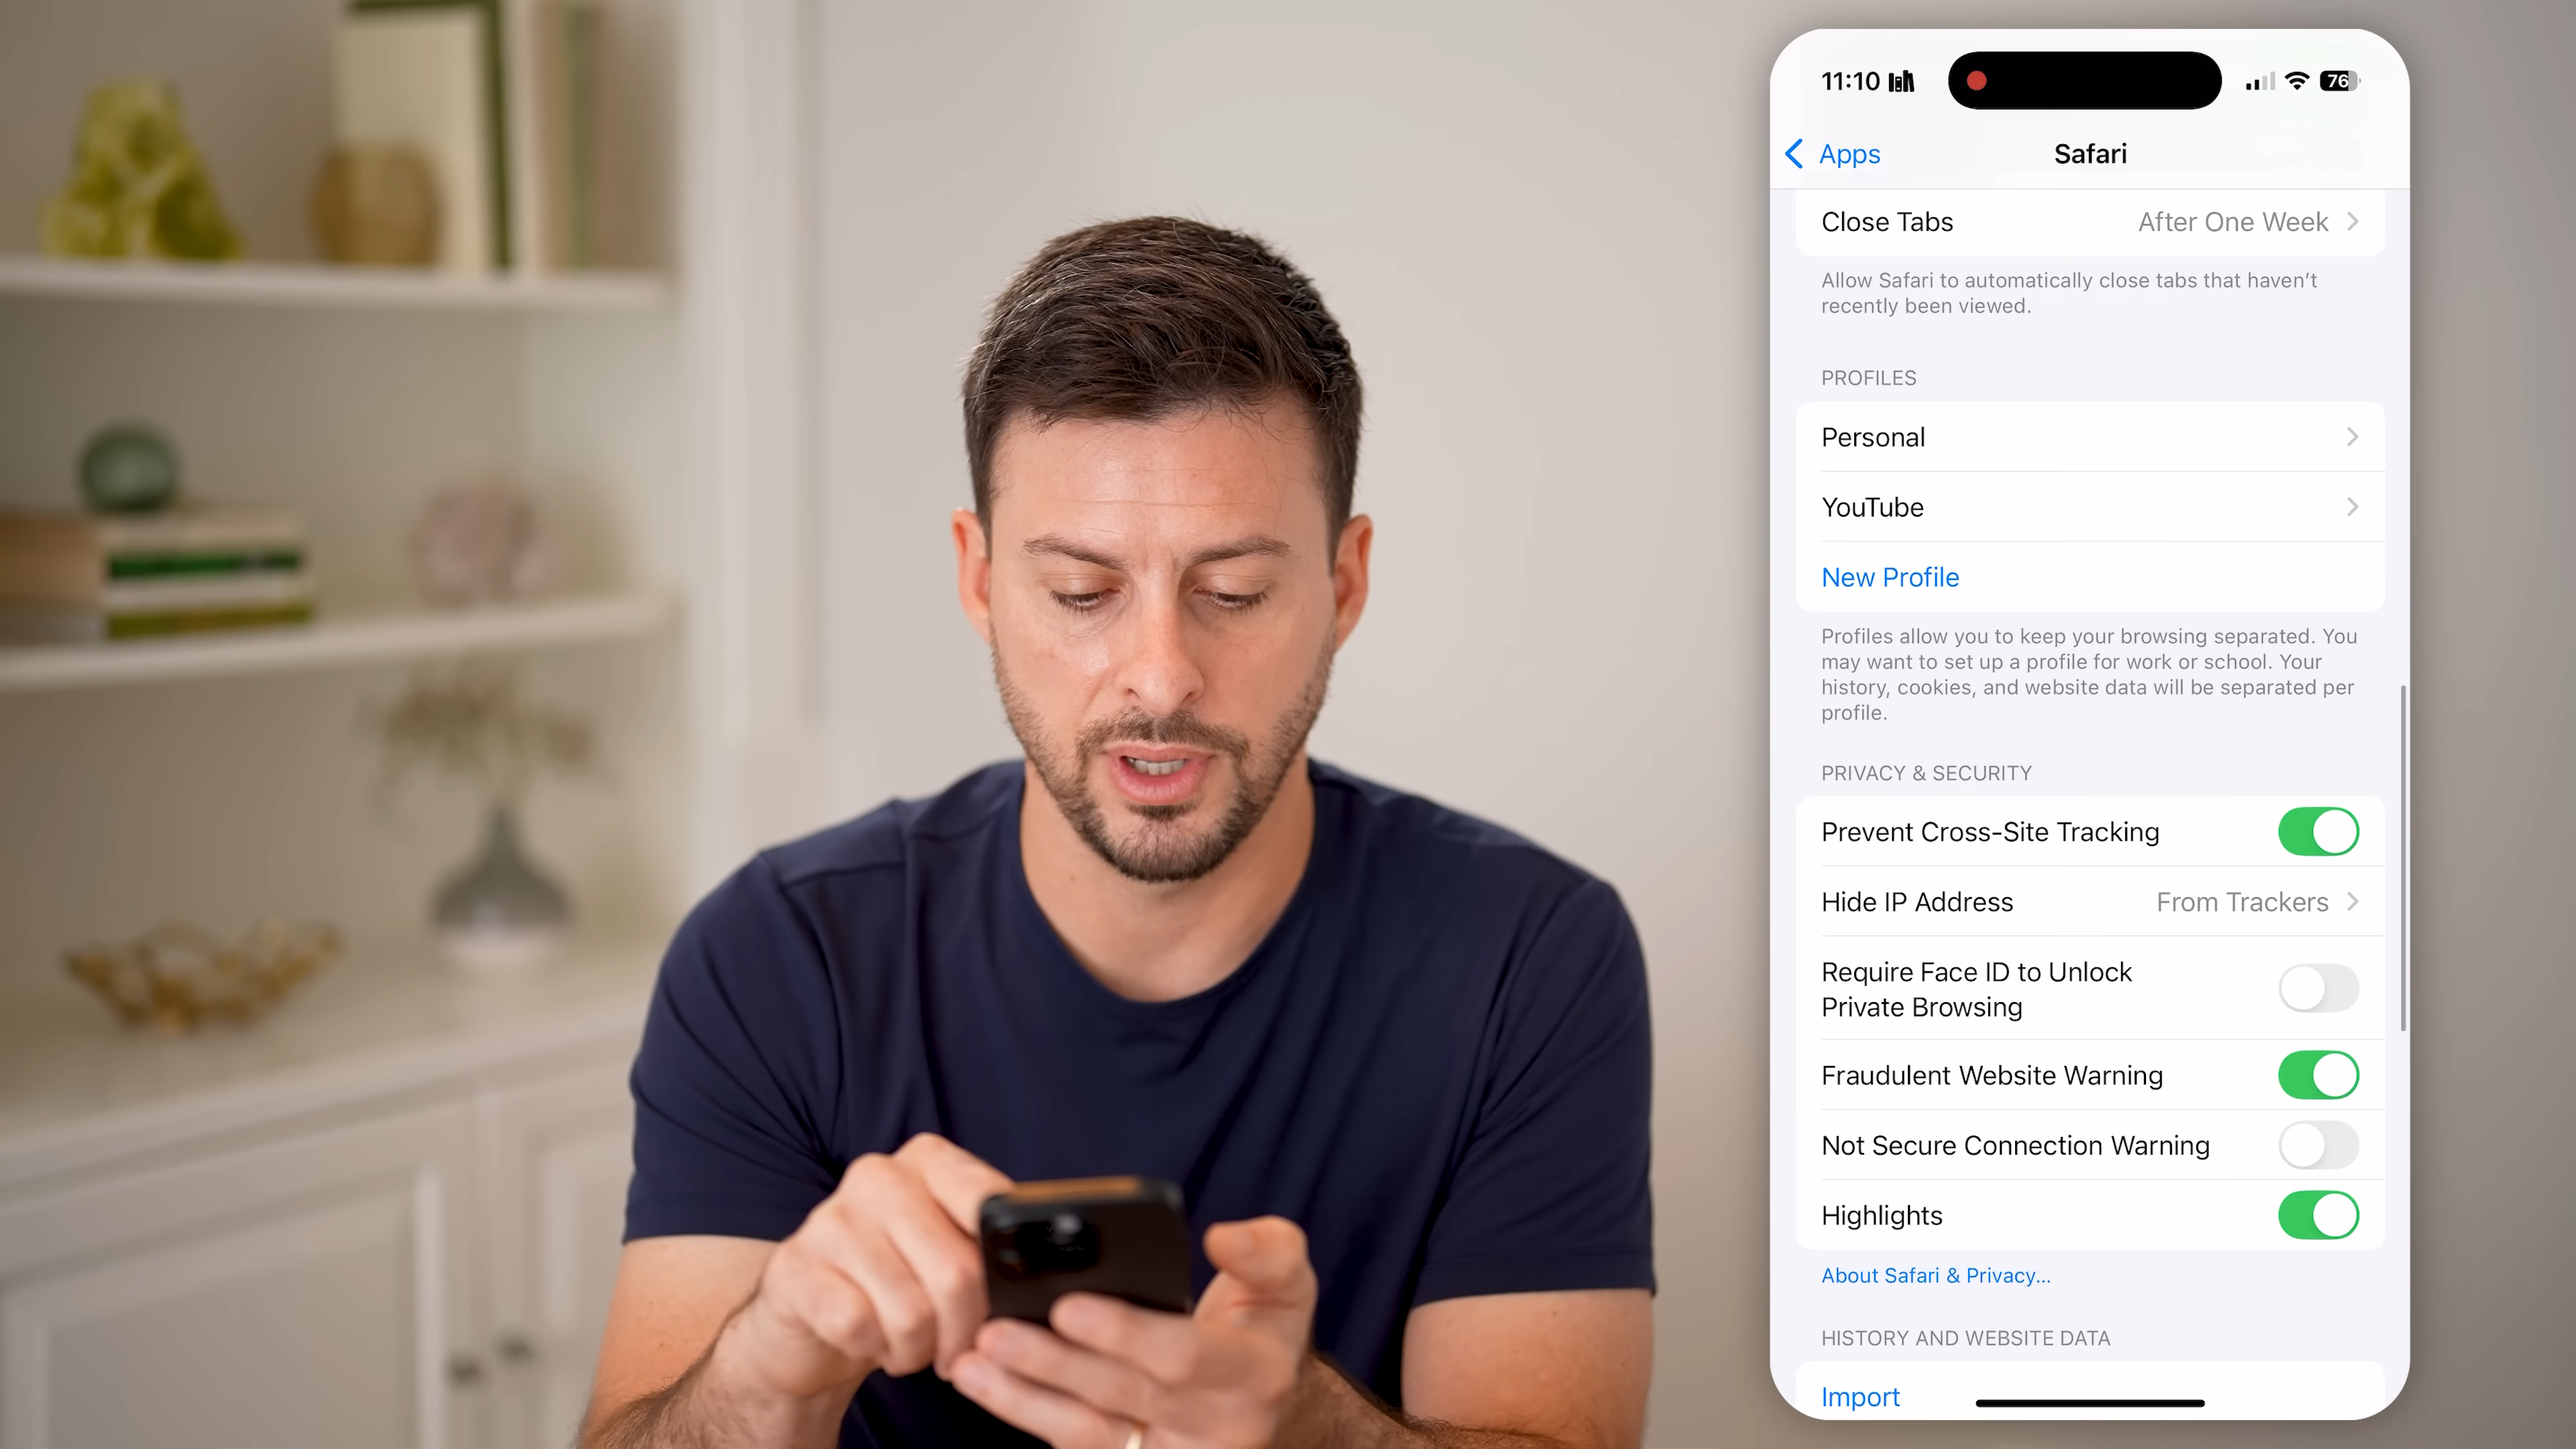 11:10
76
Apps
Safari
Close Tabs
After One Week
Allow Safari to automatically close tabs that haven't
recently been viewed.
PROFILES
Personal
YouTube
New Profile
Profiles allow you to keep your browsing separated. You
may want to set up a profile for work or school. Your
history, cookies, and website data will be separated per
profile.
PRIVACY & SECURITY
Prevent Cross-Site Tracking
Hide IP Address
From Trackers
Require Face ID to Unlock
Private Browsing
Fraudulent Website Warning
Not Secure Connection Warning
Highlights
About Safari & Privacy...
HISTORY AND WEBSITE DATA
Import